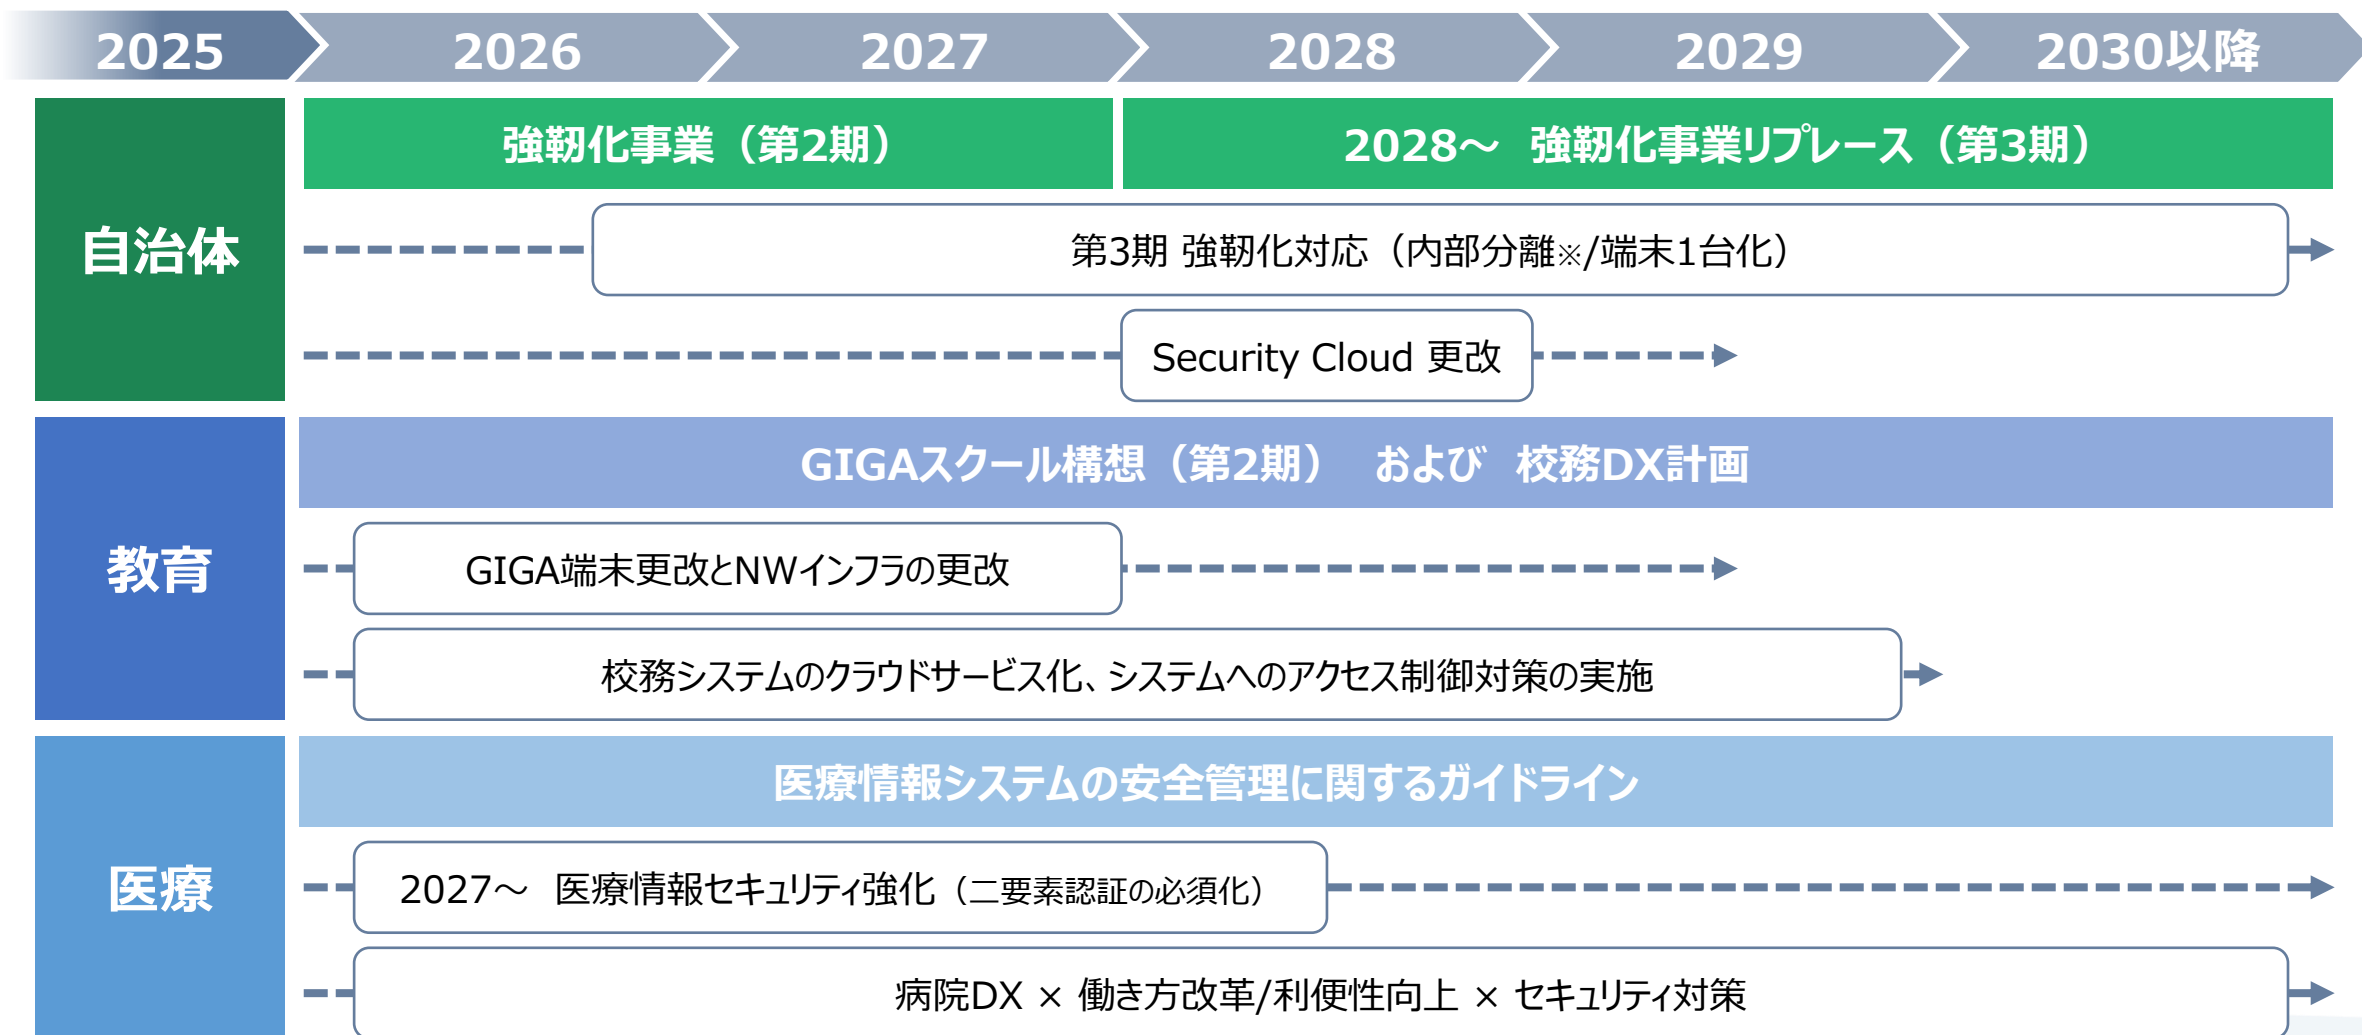 2025
2026
2027
2028
2029
2030以降
自治体
強靭化事業（第2期）
2028～　強靭化事業リプレース（第3期）
第3期 強靭化対応（内部分離※/端末1台化）
Security Cloud 更改
教育
GIGAスクール構想（第2期）　および　校務DX計画
GIGA端末更改とNWインフラの更改
校務システムのクラウドサービス化、システムへのアクセス制御対策の実施
医療
医療情報システムの安全管理に関するガイドライン
2027～　医療情報セキュリティ強化（二要素認証の必須化）
病院DX × 働き方改革/利便性向上 × セキュリティ対策